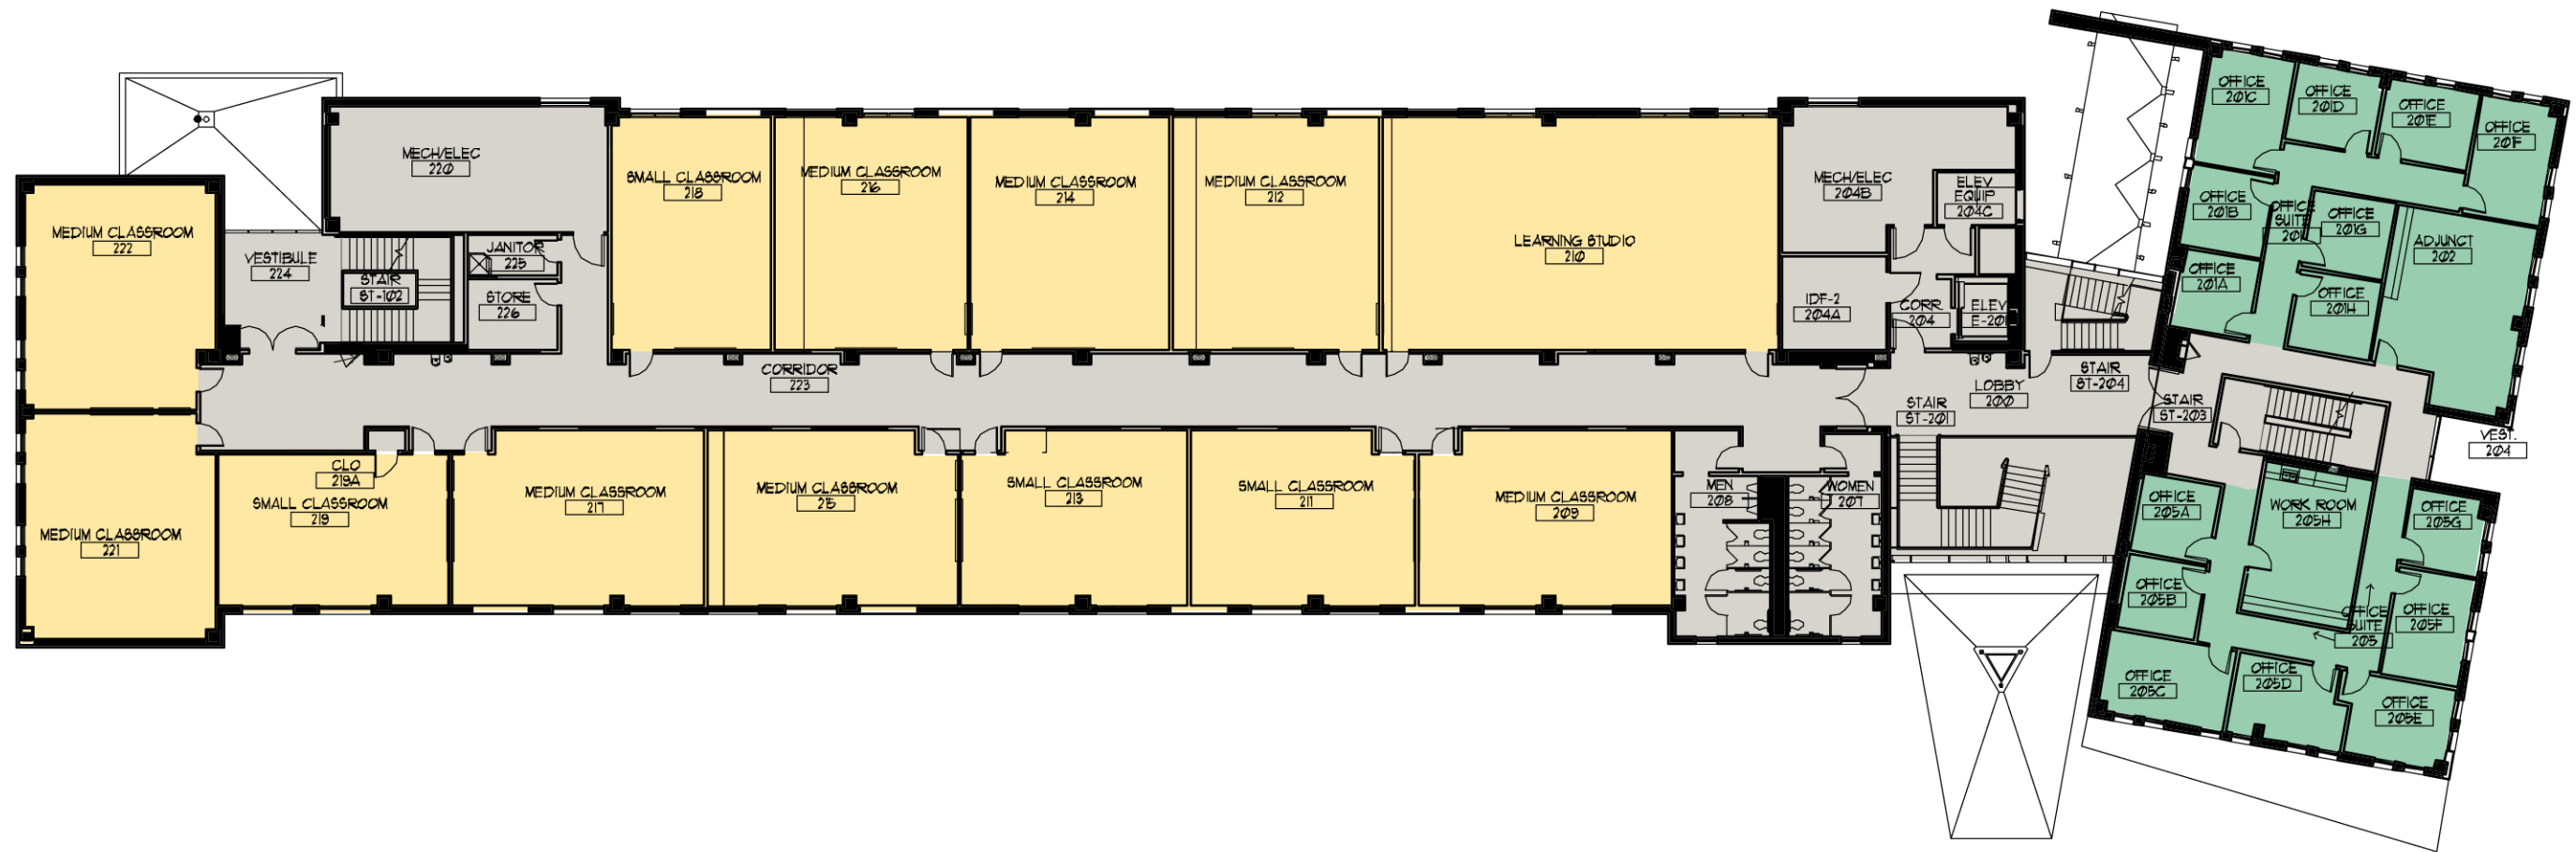 MEDIUM CLASSROOM
222
MECH/ELEC
220
VESTIBULE
224
STAIR
ST-102
JANITOR
225
STORE
226
SMALL CLASSROOM
218
MEDIUM CLASSROOM
216
MEDIUM CLASSROOM
214
MEDIUM CLASSROOM
212
LEARNING STUDIO
210
MECH/ELEC
204B
ELEV
EQUIP
204C
IDF-2
204A
CORR.
204
ELEV
E-201
CORRIDOR
223
LOBBY
200
STAIR
ST-201
STAIR
ST-204
STAIR
ST-203
VEST.
204
MEDIUM CLASSROOM
221
CLO
219A
SMALL CLASSROOM
219
MEDIUM CLASSROOM
217
MEDIUM CLASSROOM
215
SMALL CLASSROOM
213
SMALL CLASSROOM
211
MEDIUM CLASSROOM
209
MEN
208
WOMEN
207
OFFICE
201C
OFFICE
201D
OFFICE
201E
OFFICE
201F
OFFICE
201B
OFFICE
SUITE
OFFICE
201G
OFFICE
201A
OFFICE
201H
ADJUNCT
202
OFFICE
205A
WORK ROOM
205H
OFFICE
205G
OFFICE
205B
OFFICE
SUITE
205
OFFICE
205F
OFFICE
205C
OFFICE
205D
OFFICE
205E